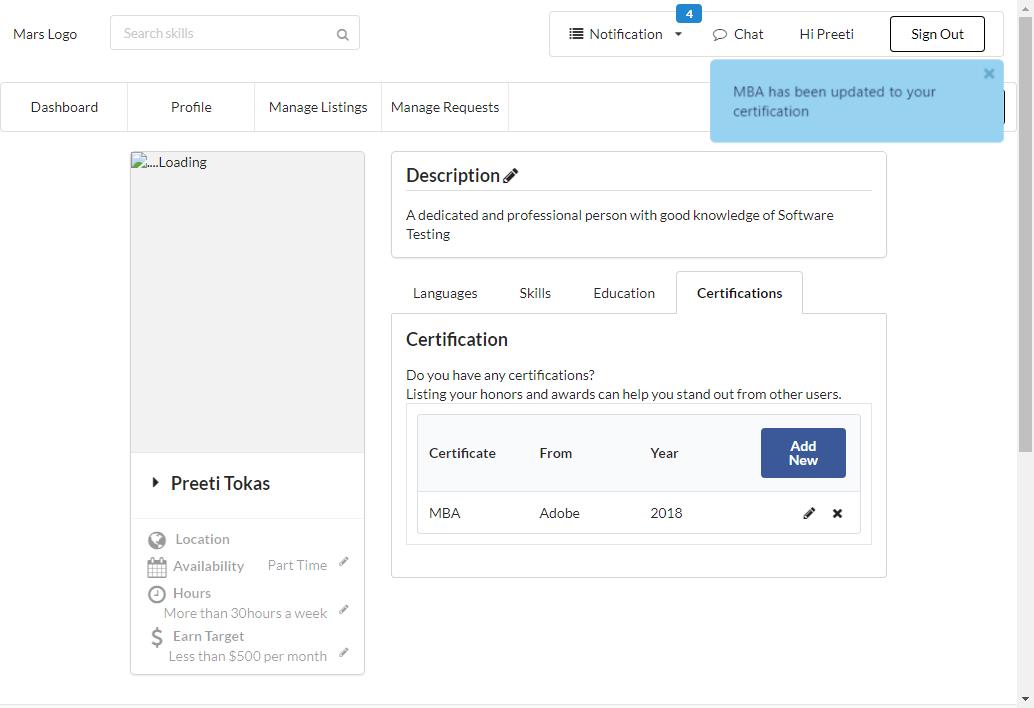 Mars Logo
Search skills
4
Notification
Chat
Hi Preeti
Sign Out
MBA has been updated to your
certification
Dashboard
Profile
Manage Listings
Manage Requests
....Loading
Description
A dedicated and professional person with good knowledge of Software
Testing
Languages
Skills
Education
Certifications
Certification
Do you have any certifications?
Listing your honors and awards can help you stand out from other users.
Certificate
From
Year
Add
New
MBA
Adobe
2018
Preeti Tokas
Location
Availability
Part Time
Hours
More than 30hours a week
Earn Target
Less than $500 per month